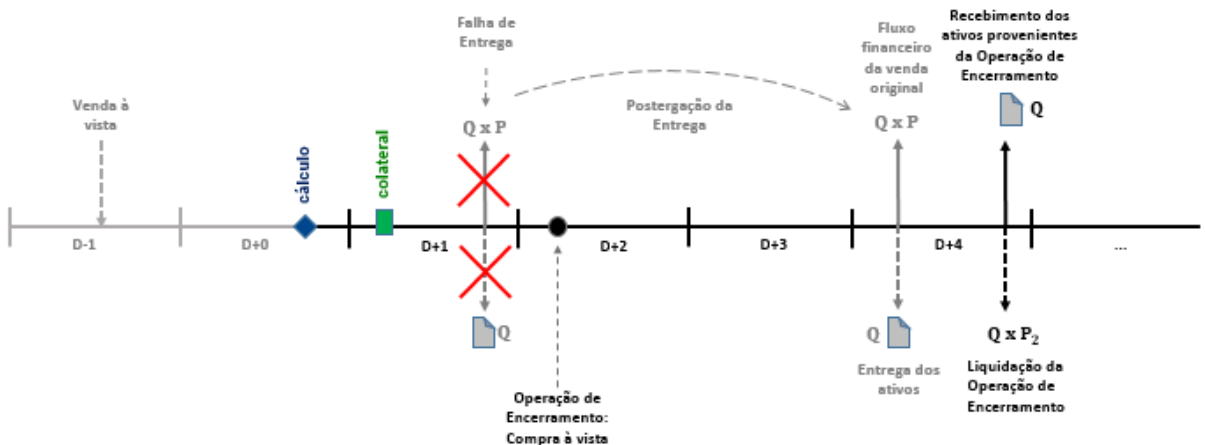 Falha de
Entrega
Fluxo
financeiro
da venda
original
Recebimento dos
ativos provenientes
da Operação de
Encerramento
Venda à
vista
Q x P
Postergação da
Entrega
Q x P
Q
cálculo
colateral
D-1
D+0
D+1
D+2
D+3
D+4
...
Q
Q
Q x P₂
Entrega dos
ativos
Liquidação da
Operação de
Encerramento
Operação de
Encerramento:
Compra à vista